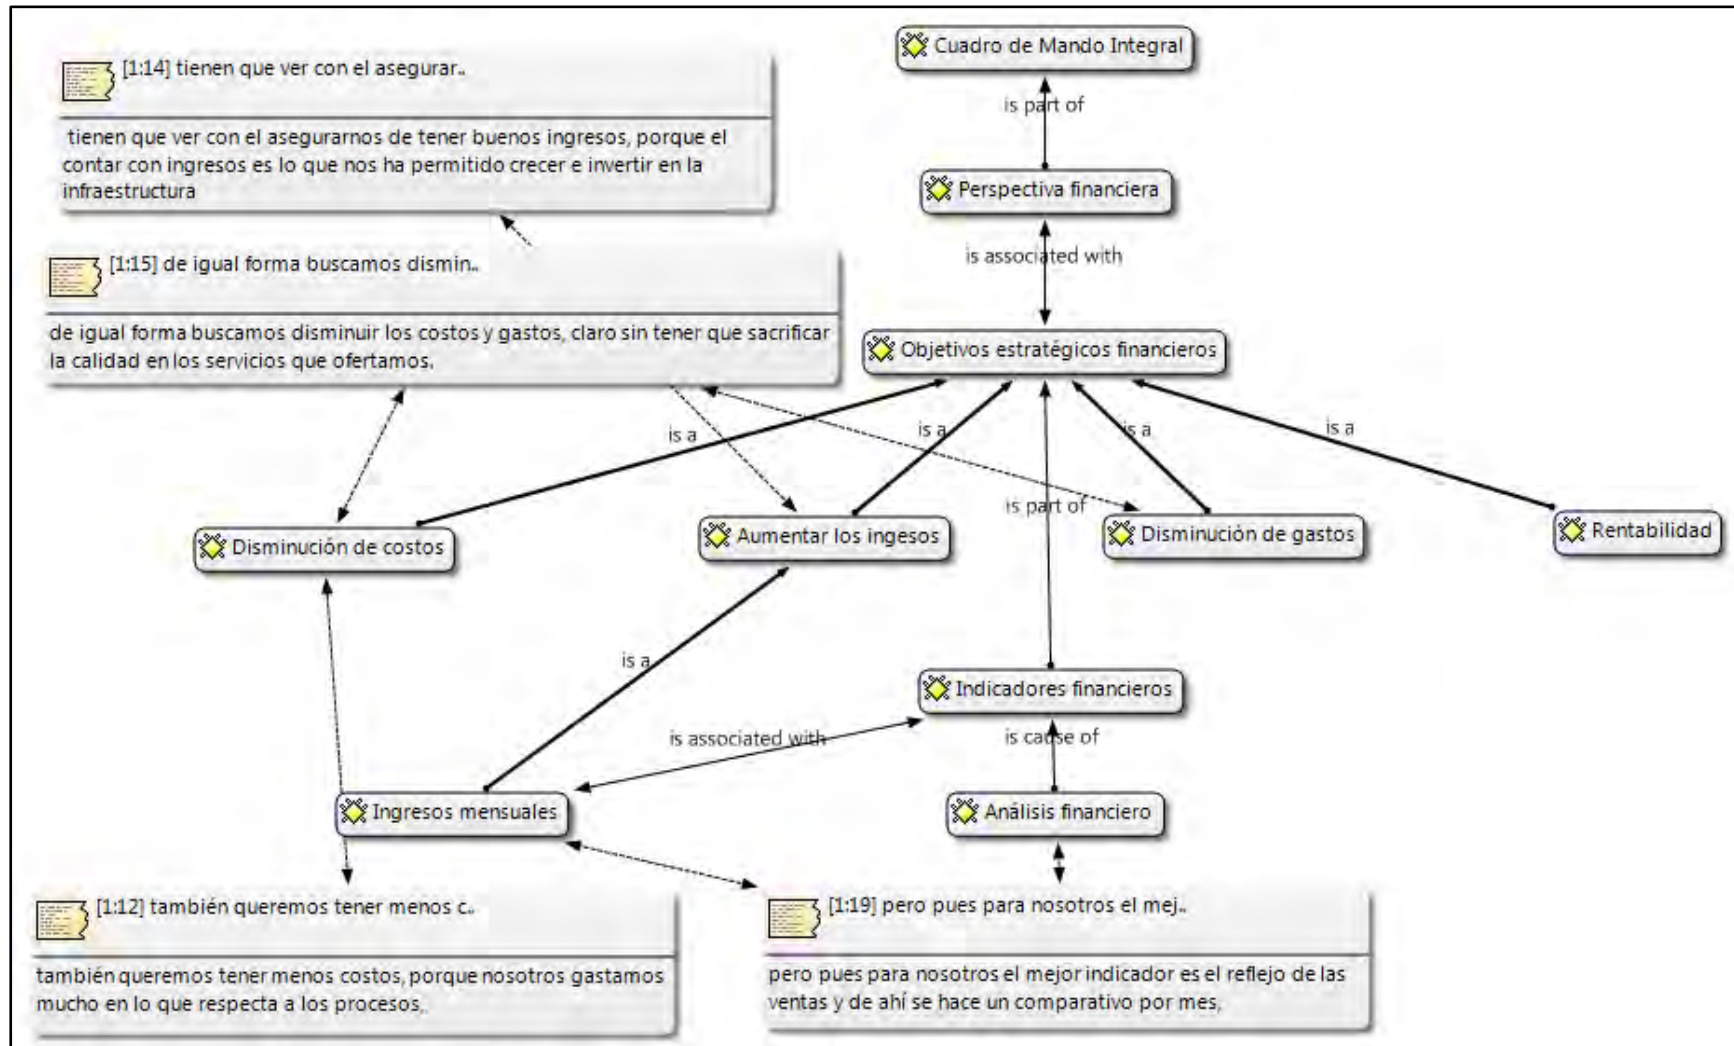 Cuadro de Mando Integral
[1:14] tienen que ver con el asegurar..
is part of
tienen que ver con el asegurarnos de tener buenos ingresos, porque el
contar con ingresos es lo que nos ha permitido crecer e invertir en la
infraestructura
Perspectiva financiera
is associated with
[1:15] de igual forma buscamos dismin..
de igual forma buscamos disminuir los costos y gastos, claro sin tener que sacrificar
la calidad en los servicios que ofertamos.
Objetivos estratégicos financieros
is a
is a
is a
is a
is part of
Disminución de costos
Aumentar los ingesos
Disminución de gastos
Rentabilidad
is a
Indicadores financieros
is associated with
is cause of
Ingresos mensuales
Análisis financiero
[1:12] también queremos tener menos c..
también queremos tener menos costos, porque nosotros gastamos
mucho en lo que respecta a los procesos,
[1:19] pero pues para nosotros el mej..
pero pues para nosotros el mejor indicador es el reflejo de las
ventas y de ahí se hace un comparativo por mes,